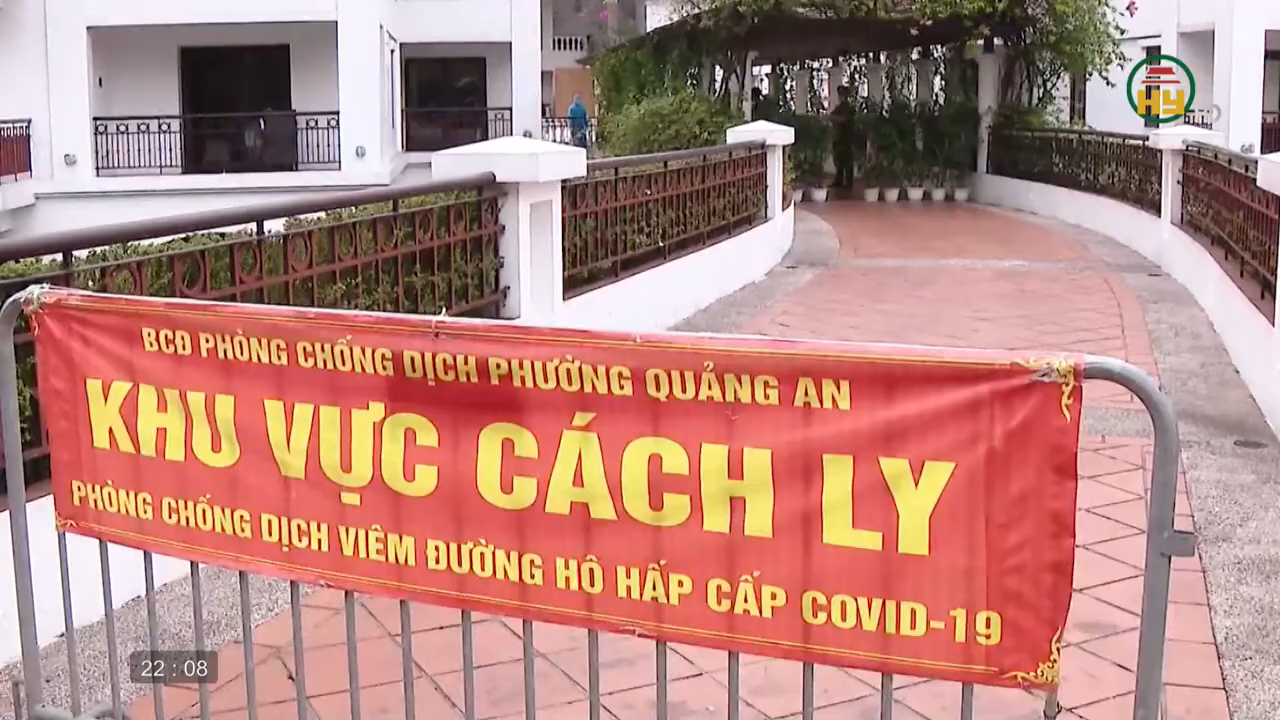 HY
BCĐ PHÒNG CHỐNG DỊCH PHƯỜNG QUẢNG AN
KHU VỰC CÁCH LY
PHÒNG CHỐNG DỊCH VIÊM ĐƯỜNG HÔ HẤP CẤP COVID-19
22 : 08